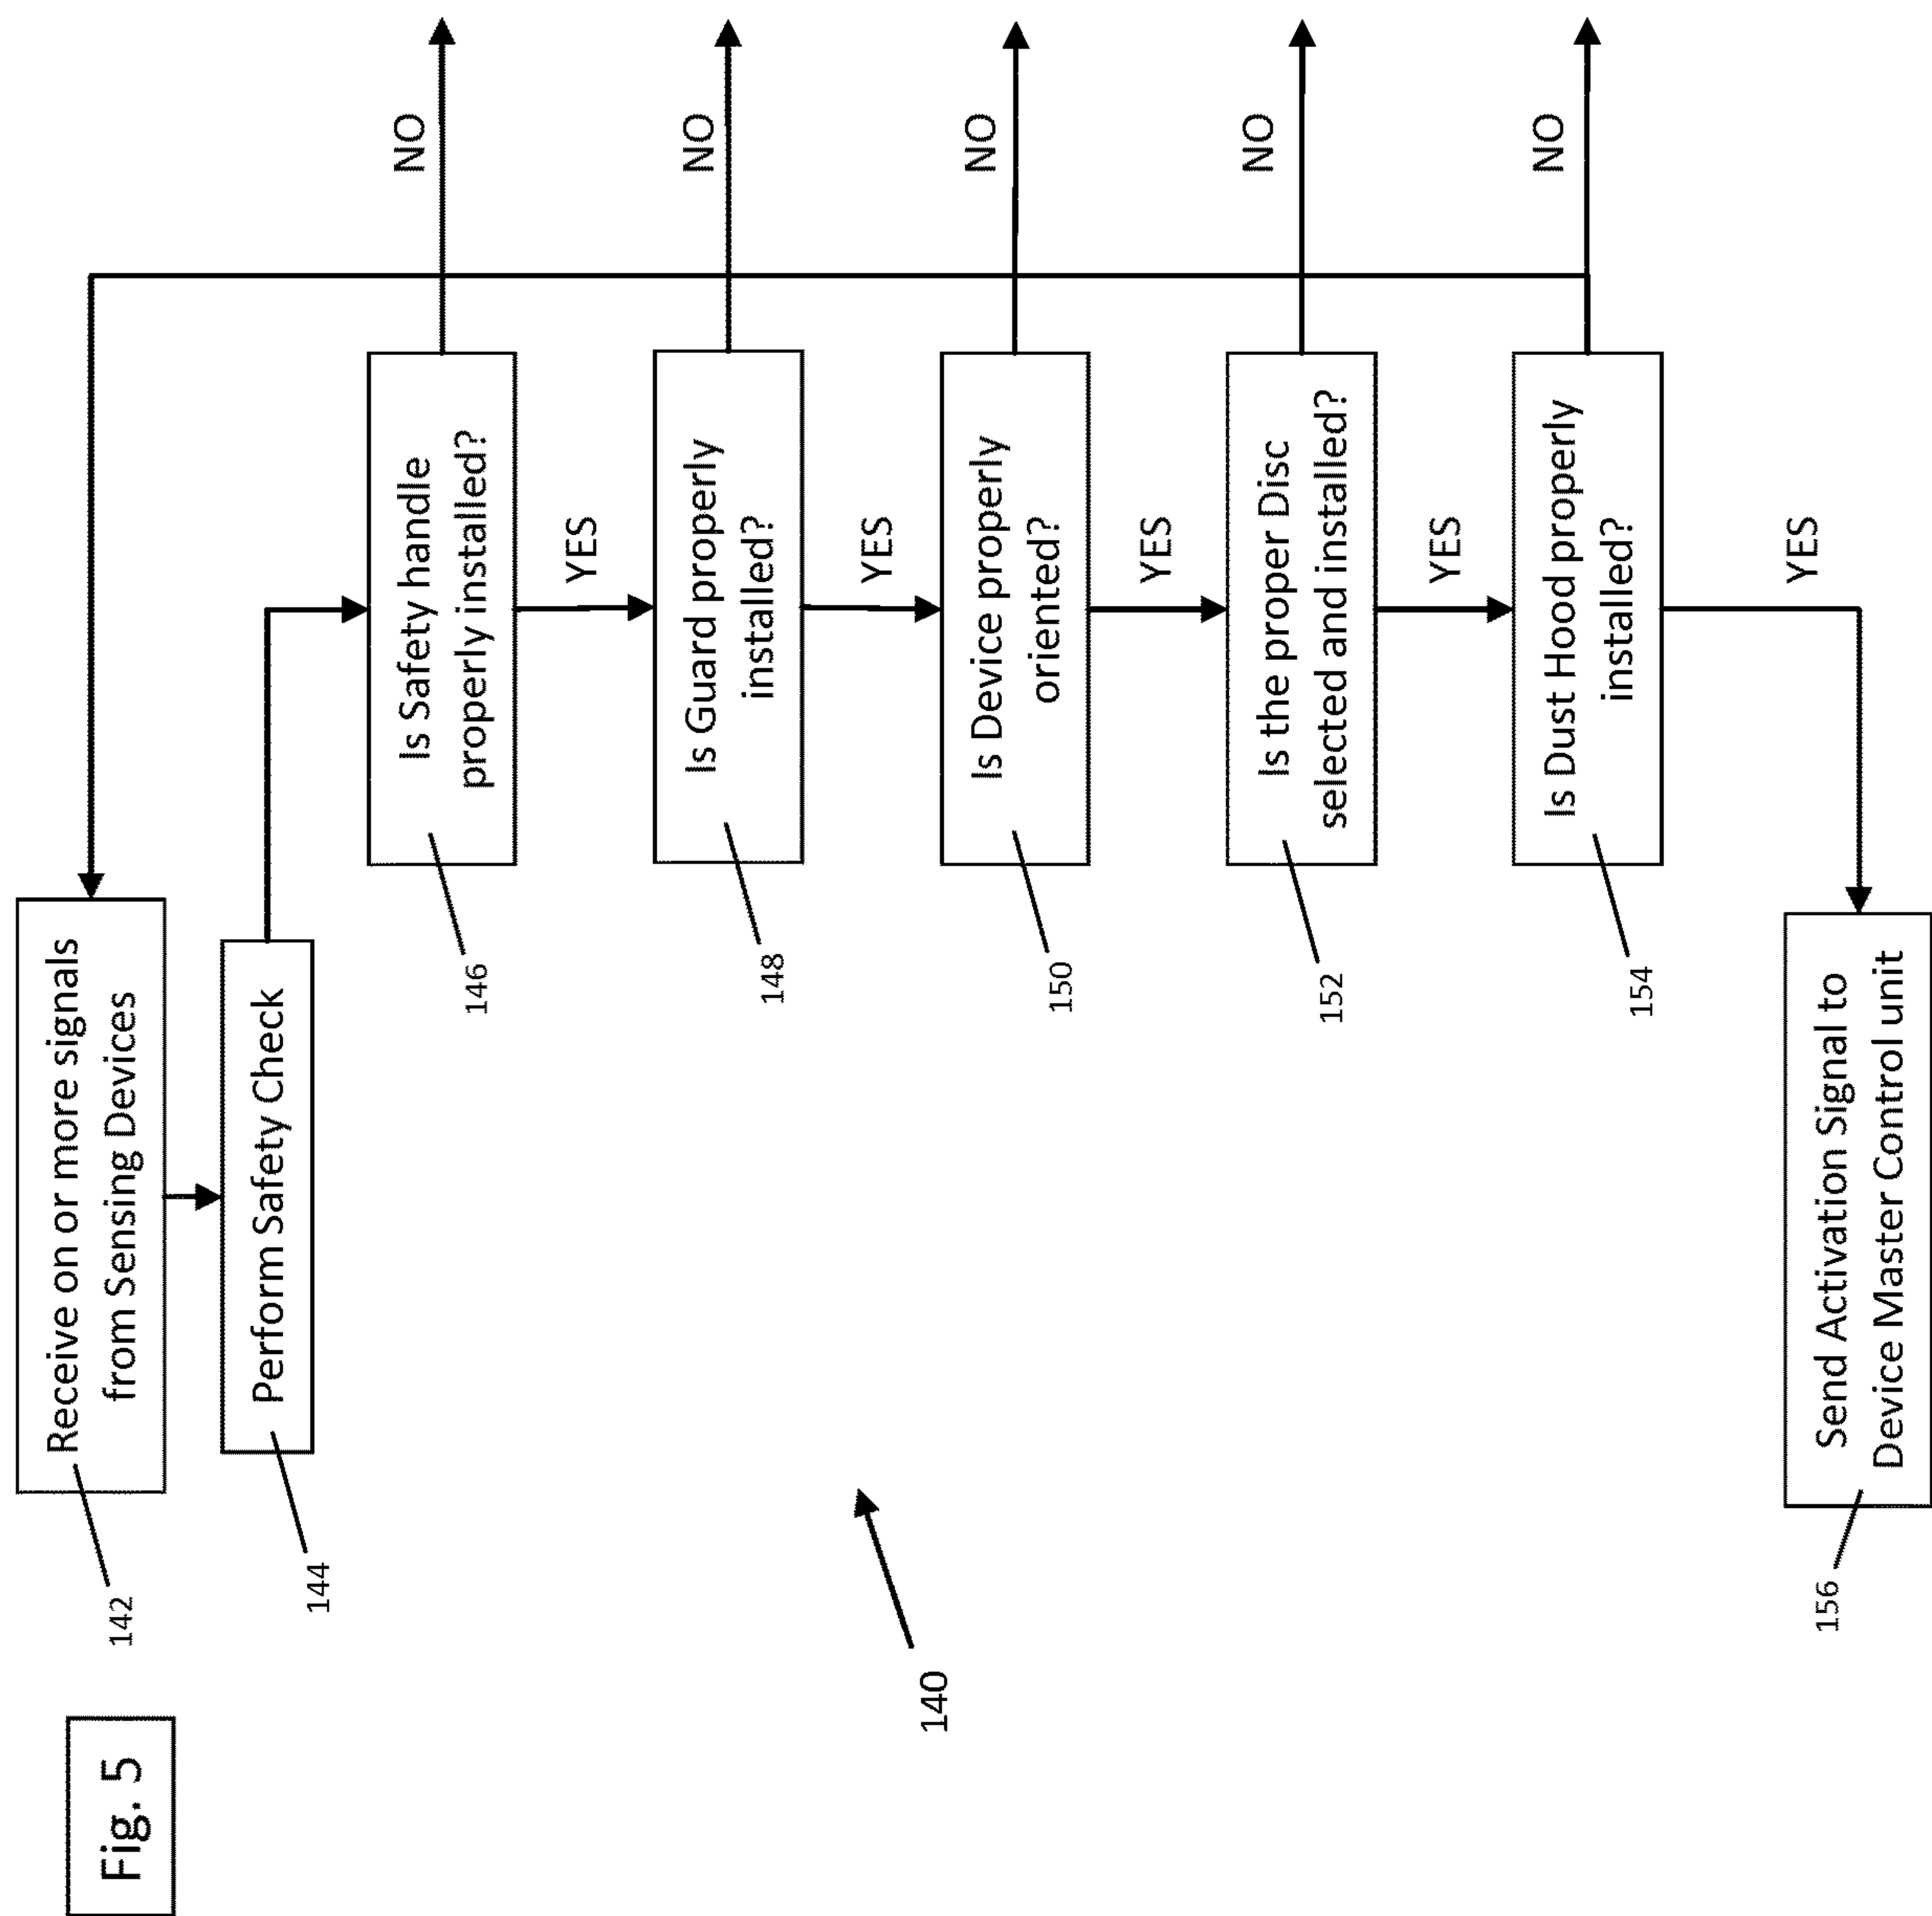 Fig. 5
142
Receive on or more signals
from Sensing Devices
144
Perform Safety Check
146
Is Safety handle
properly installed?
NO
YES
148
Is Guard properly
installed?
NO
YES
150
Is Device properly
oriented?
NO
YES
152
Is the proper Disc
selected and installed?
NO
YES
154
Is Dust Hood properly
installed?
NO
YES
156
Send Activation Signal to
Device Master Control unit
140